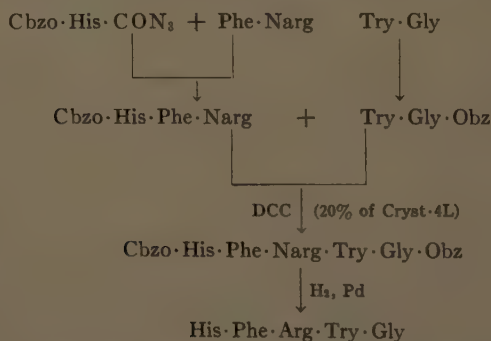 Cbzo·His·CON₃ + Phe·Narg Try·Gly
Cbzo·His·Phe·Narg + Try·Gly·Obz
DCC (20% of Cryst·4L)
Cbzo·His·Phe·Narg·Try·Gly·Obz
H₂, Pd
His·Phe·Arg·Try·Gly